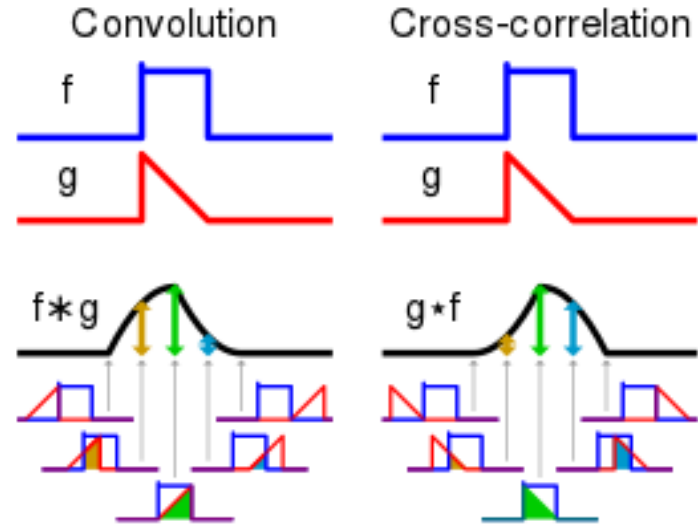 Convolution
Cross-correlation
f
f
g
g
f∗g
g⋆f